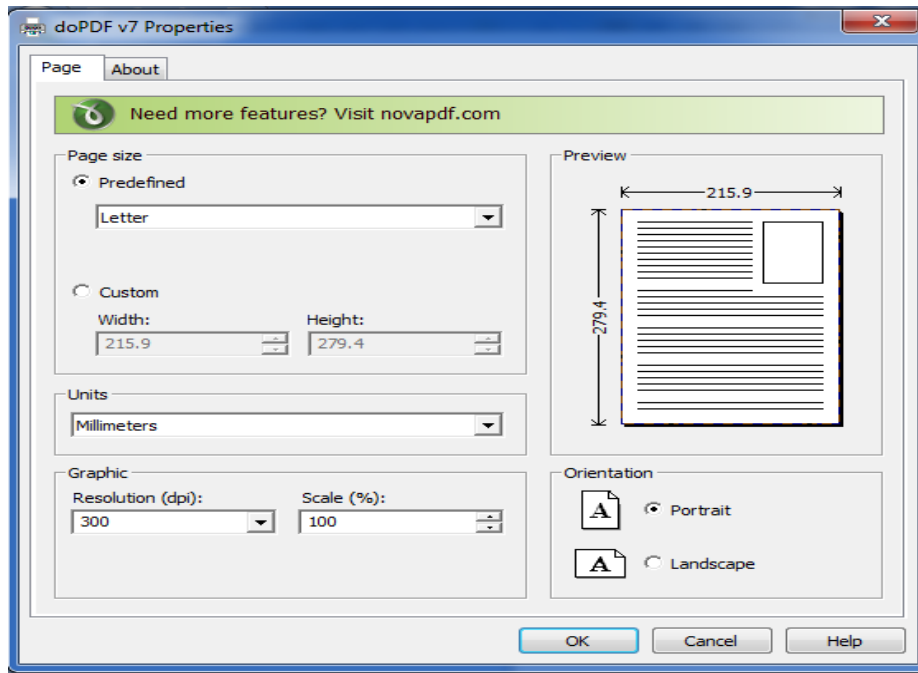 doPDF v7 Properties
Page
About
Need more features? Visit novapdf.com
Page size
Predefined
Letter
Custom
Width:
Height:
215.9
279.4
Units
Millimeters
Graphic
Resolution (dpi):
Scale (%):
300
100
Preview
215.9
279.4
Orientation
A
Portrait
A
Landscape
OK
Cancel
Help